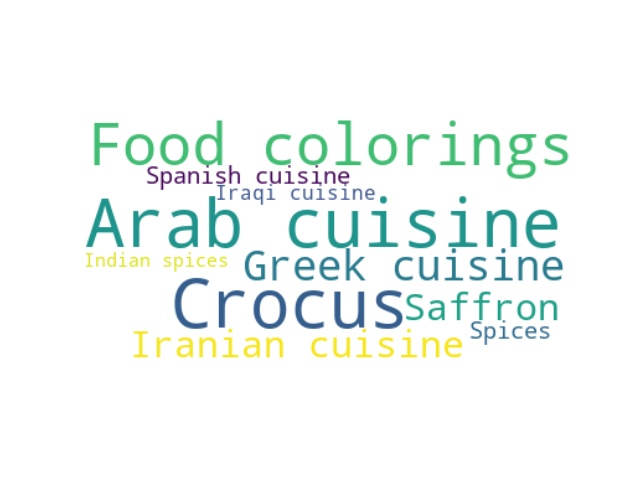 Food colorings
Spanish cuisine
Iraqi cuisine
Arab cuisine
Indian spices
Greek cuisine
Crocus
Saffron
Spices
Iranian cuisine